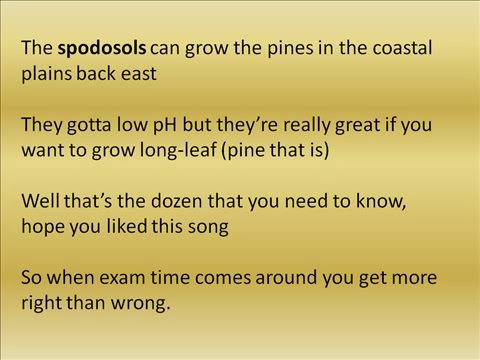 The spodosols can grow the pines in the coastal
plains back east
They gotta low pH but they’re really great if you
want to grow long-leaf (pine that is)
Well that’s the dozen that you need to know,
hope you liked this song
So when exam time comes around you get more
right than wrong.